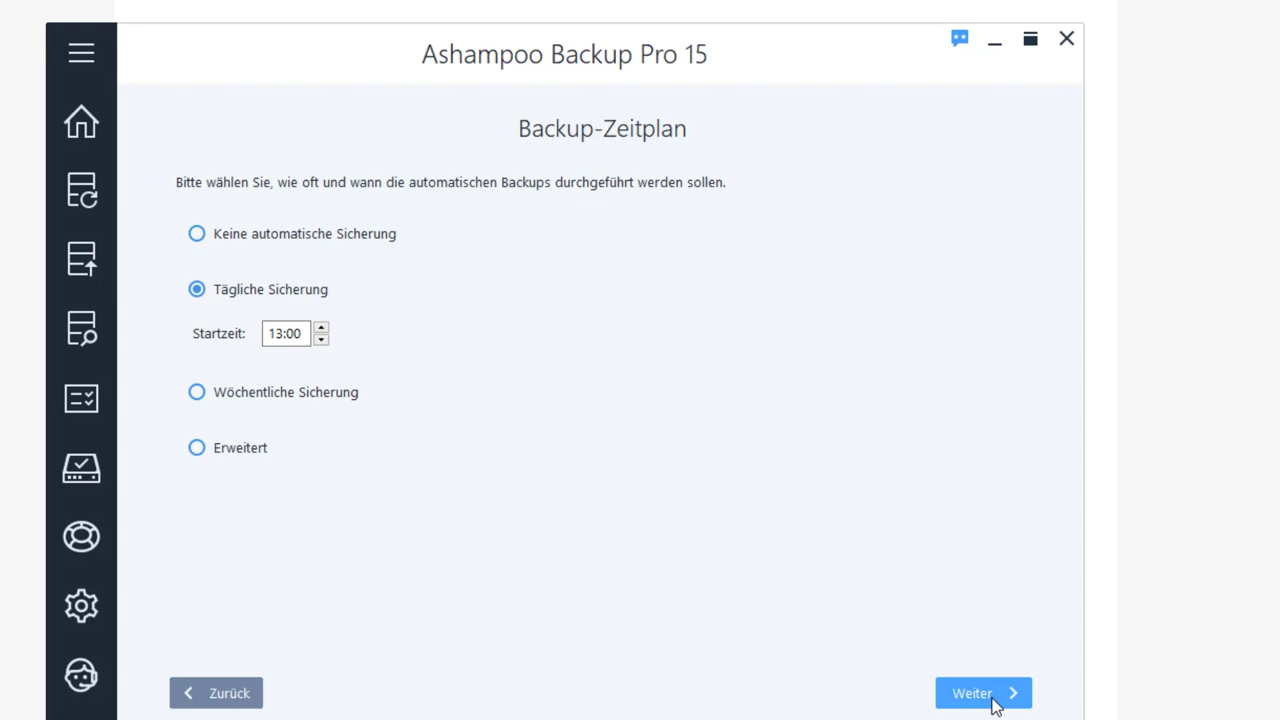 Ashampoo Backup Pro 15
Backup-Zeitplan
Bitte wählen Sie, wie oft und wann die automatischen Backups durchgeführt werden sollen.
Keine automatische Sicherung
Tägliche Sicherung
Startzeit: 13:00
Wöchentliche Sicherung
Erweitert
Zurück
Weiter